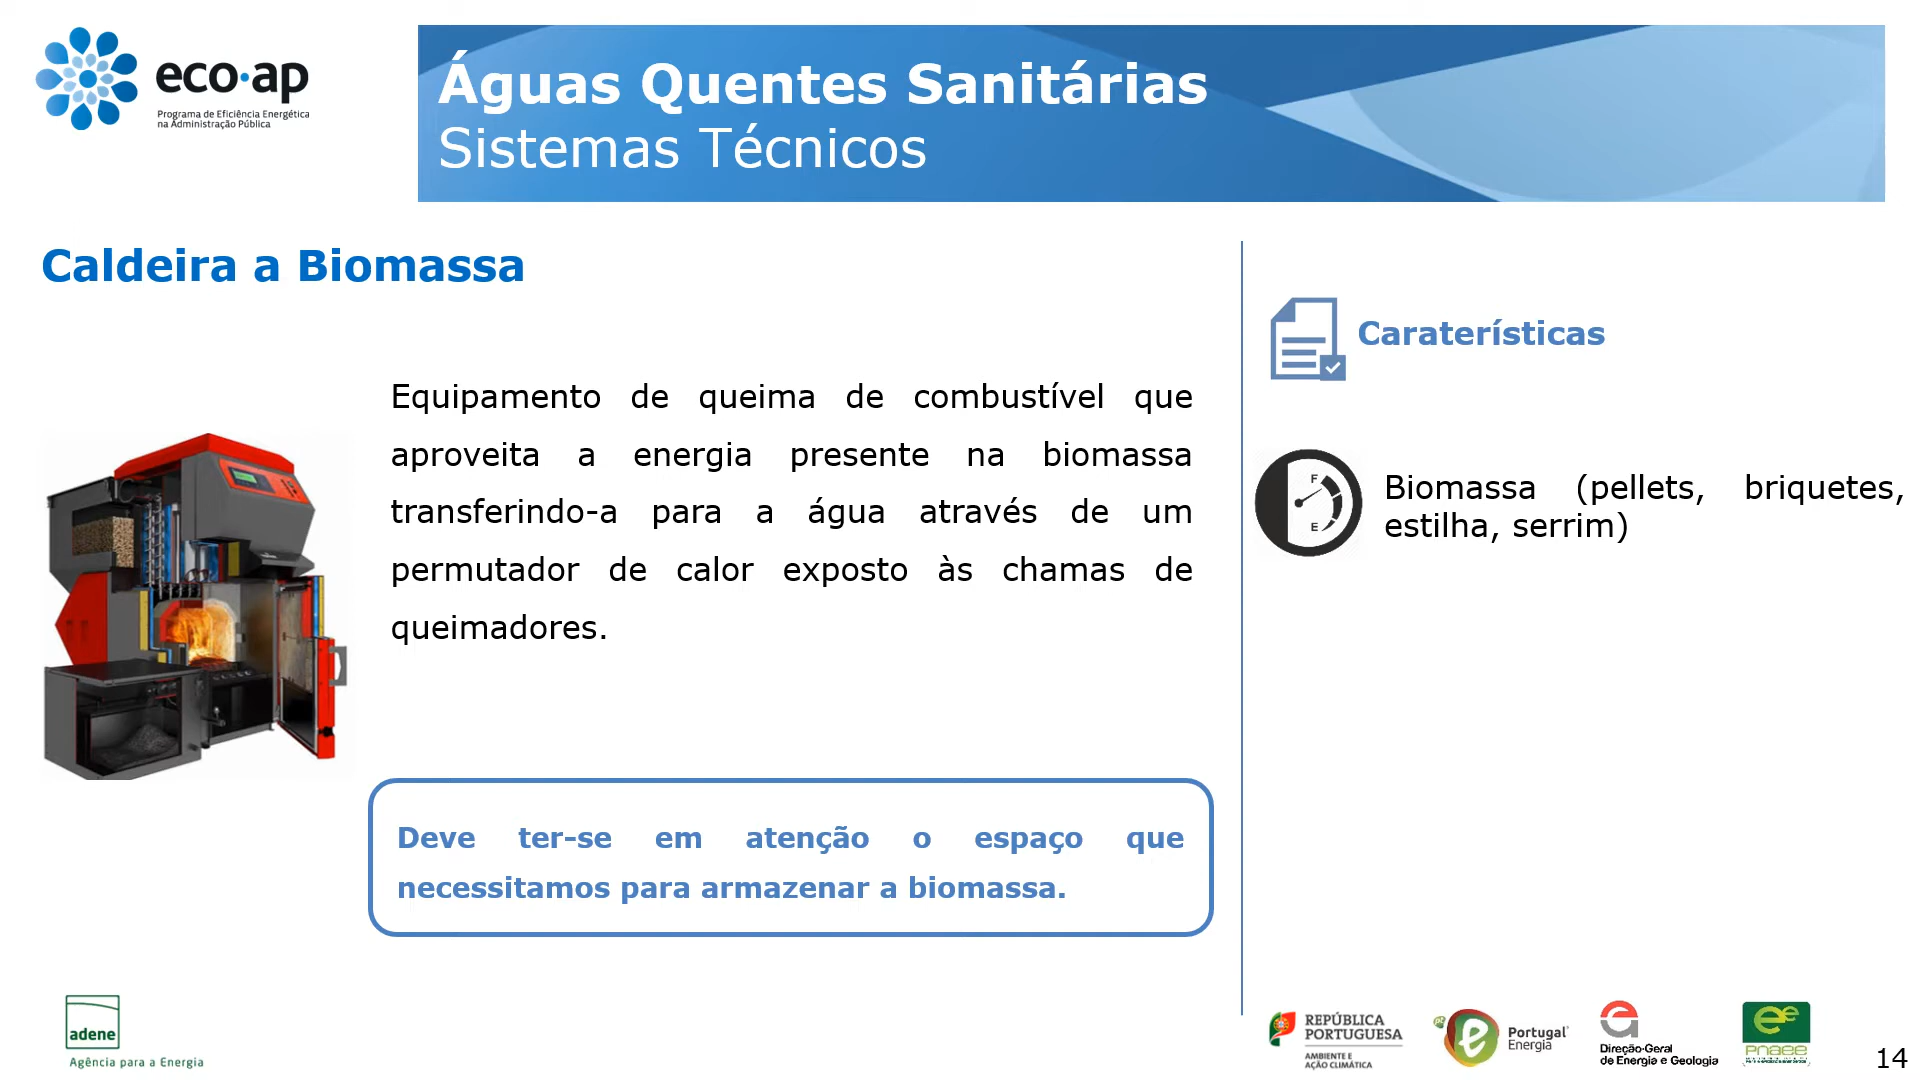 eco·ap
Programa de Eficiência Energética
na Administração Pública
Águas Quentes Sanitárias
Sistemas Técnicos
Caldeira a Biomassa
Equipamento de queima de combustível que
aproveita a energia presente na biomassa
transferindo-a para a água através de um
permutador de calor exposto às chamas de
queimadores.
Deve ter-se em atenção o espaço que
necessitamos para armazenar a biomassa.
Caraterísticas
F
E
Biomassa (pellets, briquetes,
estilha, serrim)
adene
Agência para a Energia
REPÚBLICA
PORTUGUESA
AMBIENTE E
AÇÃO CLIMÁTICA
Portugal
Energia
Direção-Geral
de Energia e Geologia
pnaee
14